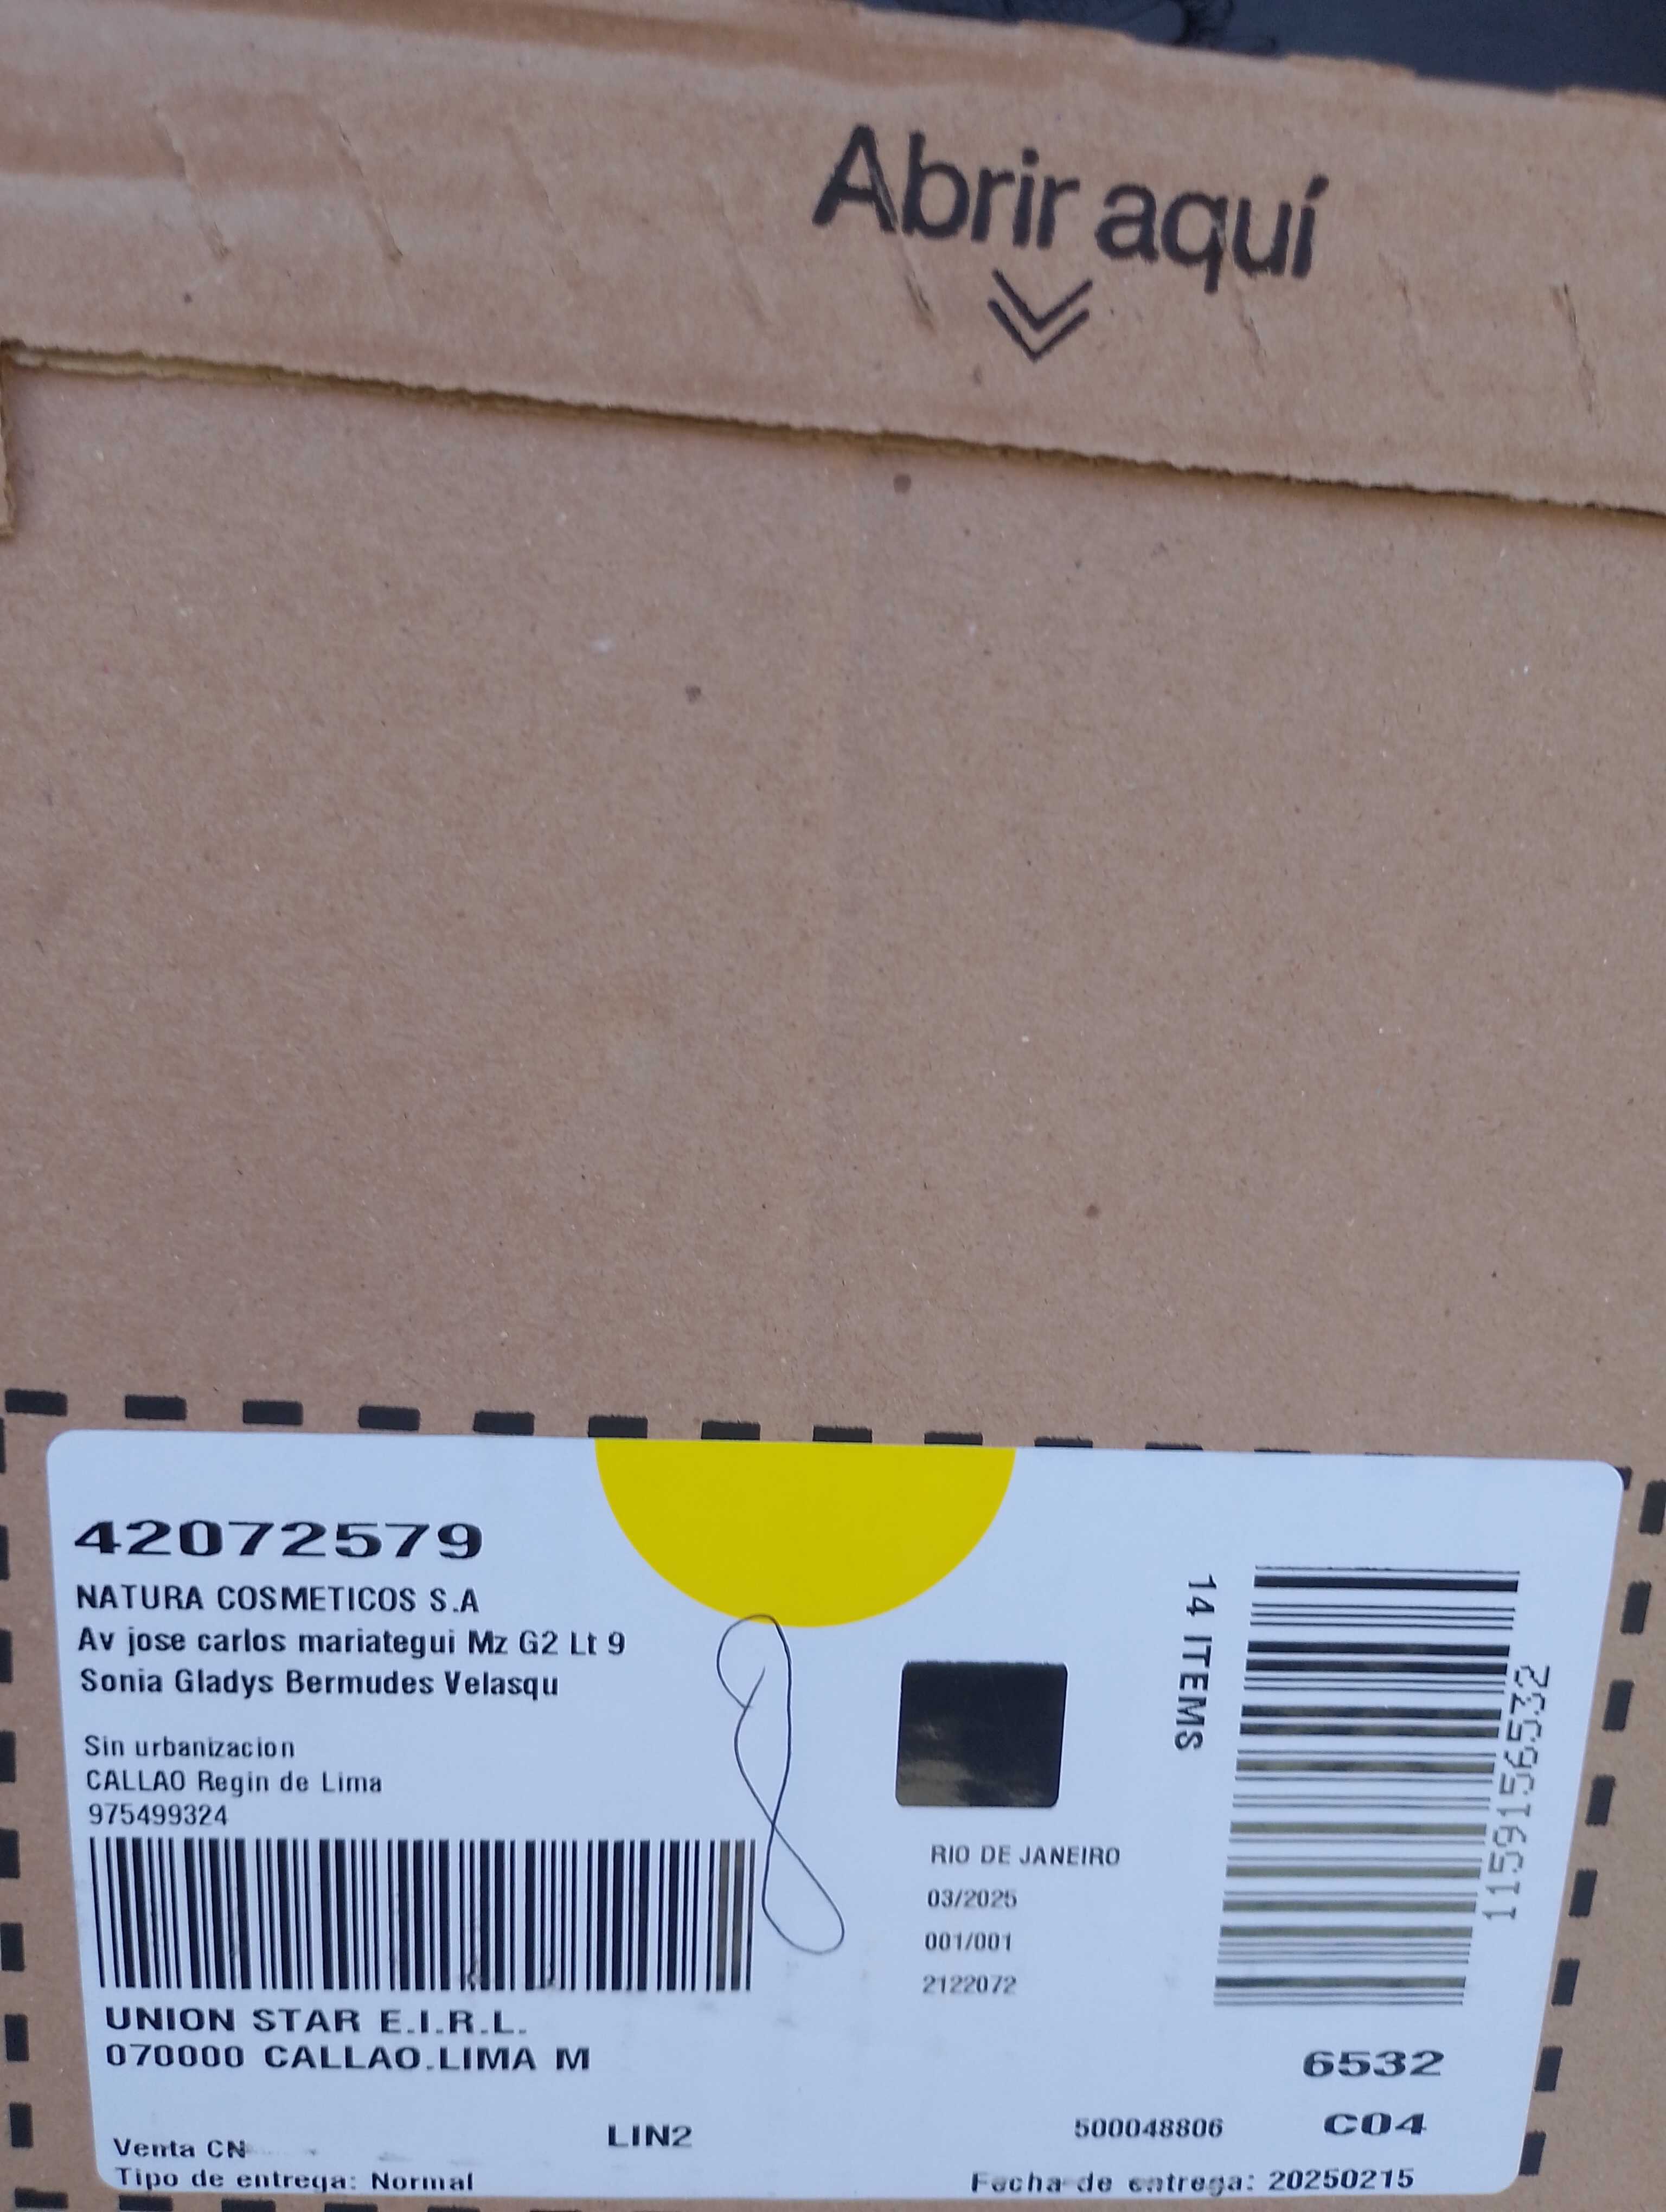 Abrir aquí
42072579
NATURA COSMETICOS S.A
Av jose carlos mariategui Mz G2 Lt 9
Sonia Gladys Bermudes Velasqu
Sin urbanizacion
CALLAO Regin de Lima
975499324
UNION STAR E.I.R.L.
070000 CALLAO.LIMA M
Venta CN
Tipo de entrega: Normal
LIN2
RIO DE JANEIRO
03/2025
001/001
2122072
14 ITEMS
1159156532
6532
500048806 C04
Fecha de entrega: 20250215